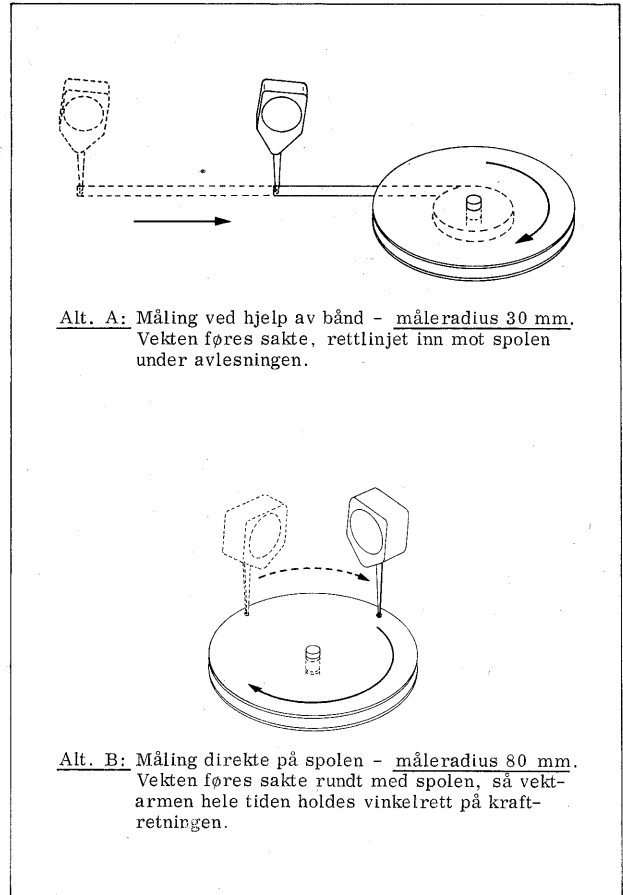 Alt. A: Måling ved hjelp av bånd - måleradius 30 mm.
Vekten føres sakte, rettlinjet inn mot spolen
under avlesningen.
Alt. B: Måling direkte på spolen - måleradius 80 mm.
Vekten føres sakte rundt med spolen, så vekt-
armen hele tiden holdes vinkelrett på kraft-
retningen.